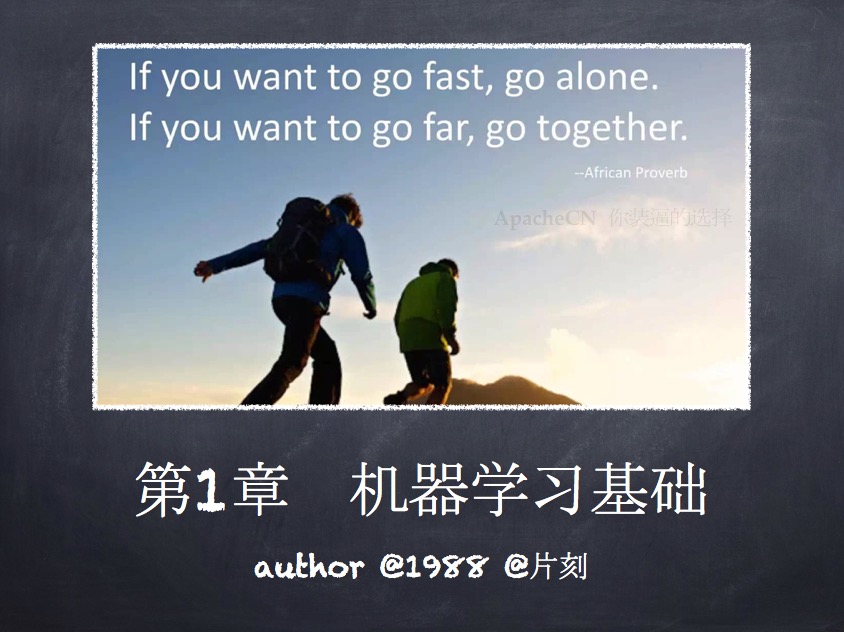 If you want to go fast, go alone.
If you want to go far, go together.
--African Proverb
ApacheCN 你装逼的选择
第1章 机器学习基础
author @1988 @片刻